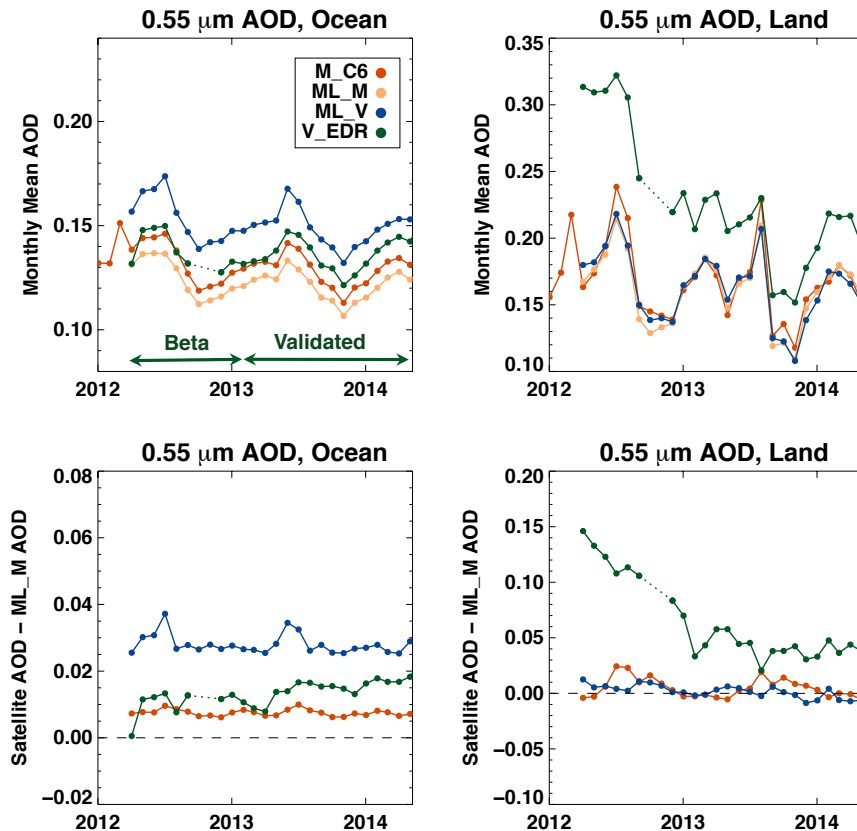 0.55 μm AOD, Ocean
Monthly Mean AOD
0.20
0.15
0.10
M_C6
ML_M
ML_V
V_EDR
Beta
Validated
2012
2013
2014
0.55 μm AOD, Land
Monthly Mean AOD
0.35
0.30
0.25
0.20
0.15
0.10
2012
2013
2014
0.55 μm AOD, Ocean
Satellite AOD − ML_M AOD
0.08
0.06
0.04
0.02
0.00
−0.02
2012
2013
2014
0.55 μm AOD, Land
Satellite AOD − ML_M AOD
0.20
0.15
0.10
0.05
0.00
−0.05
−0.10
2012
2013
2014